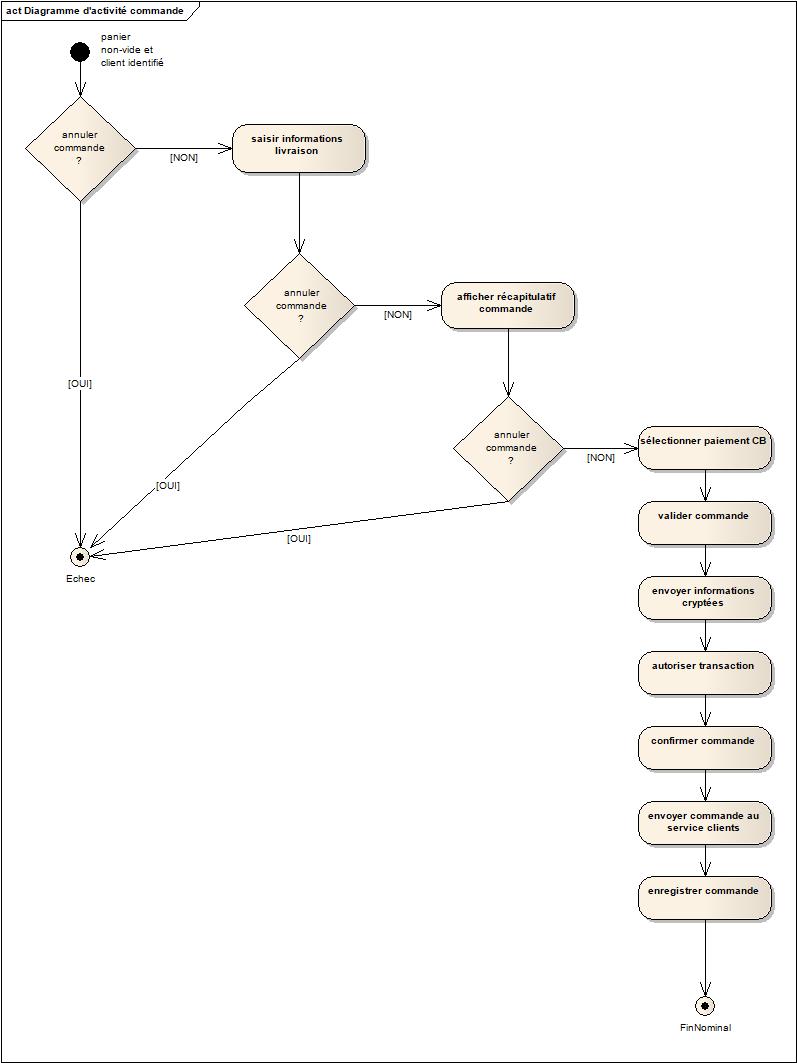 act Diagramme d'activité commande
panier
non-vide et
client identifié
annuler
commande
?
[NON]
saisir informations
livraison
annuler
commande
?
[NON]
afficher récapitulatif
commande
[OUI]
annuler
commande
?
[NON]
sélectionner paiement CB
[OUI]
valider commande
[OUI]
Echec
envoyer informations
cryptées
autoriser transaction
confirmer commande
envoyer commande au
service clients
enregistrer commande
FinNominal